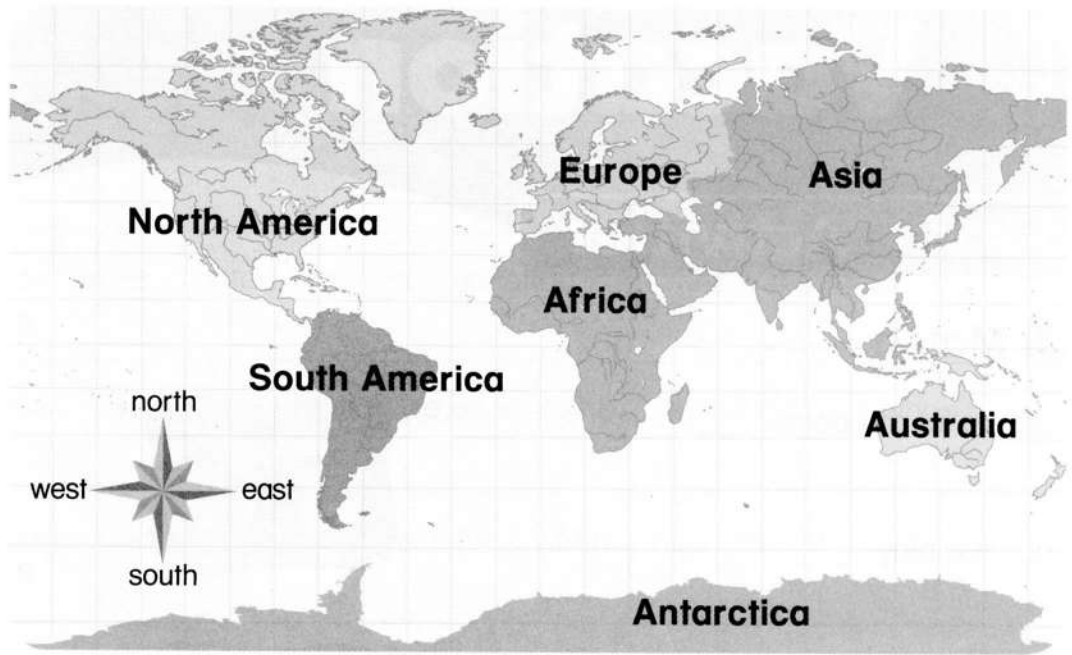 Europe
Asia
North America
Africa
South America
north
Australia
west
east
south
Antarctica